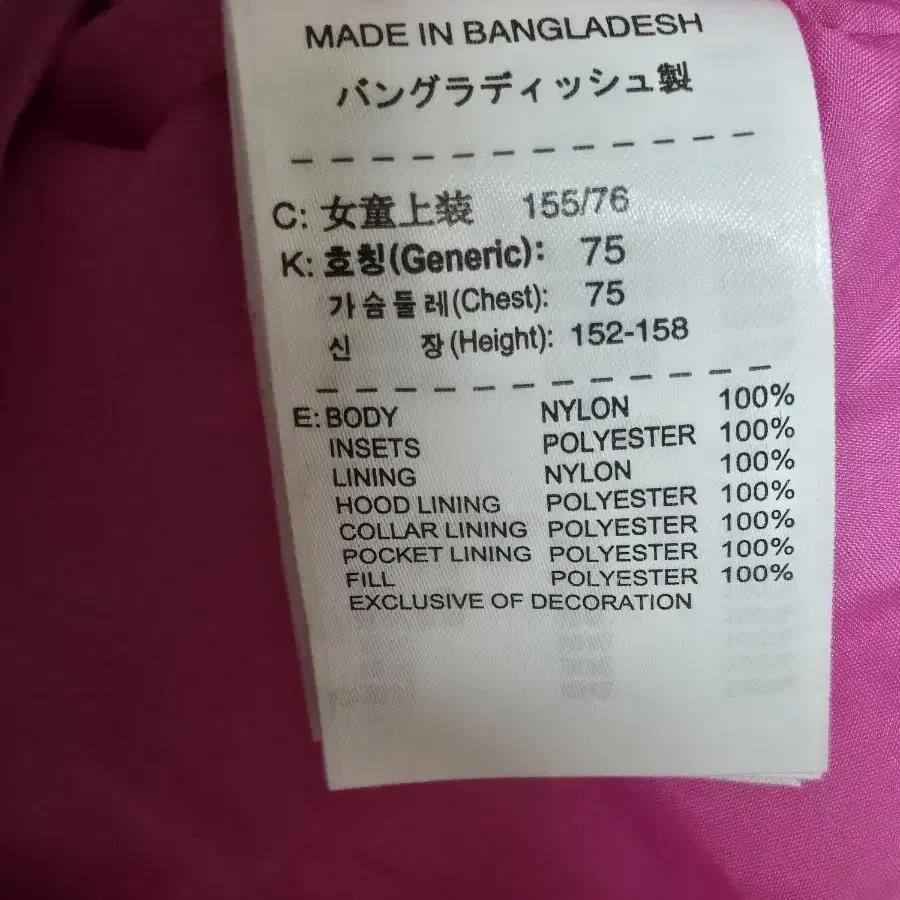 MADE IN BANGLADESH
バングラディッシュ製
C: 女童上装 155/76
K: 호칭(Generic): 75
가슴둘레(Chest): 75
신 장(Height): 152-158
E: BODY NYLON 100%
INSETS POLYESTER 100%
LINING NYLON 100%
HOOD LINING POLYESTER 100%
COLLAR LINING POLYESTER 100%
POCKET LINING POLYESTER 100%
FILL POLYESTER 100%
EXCLUSIVE OF DECORATION